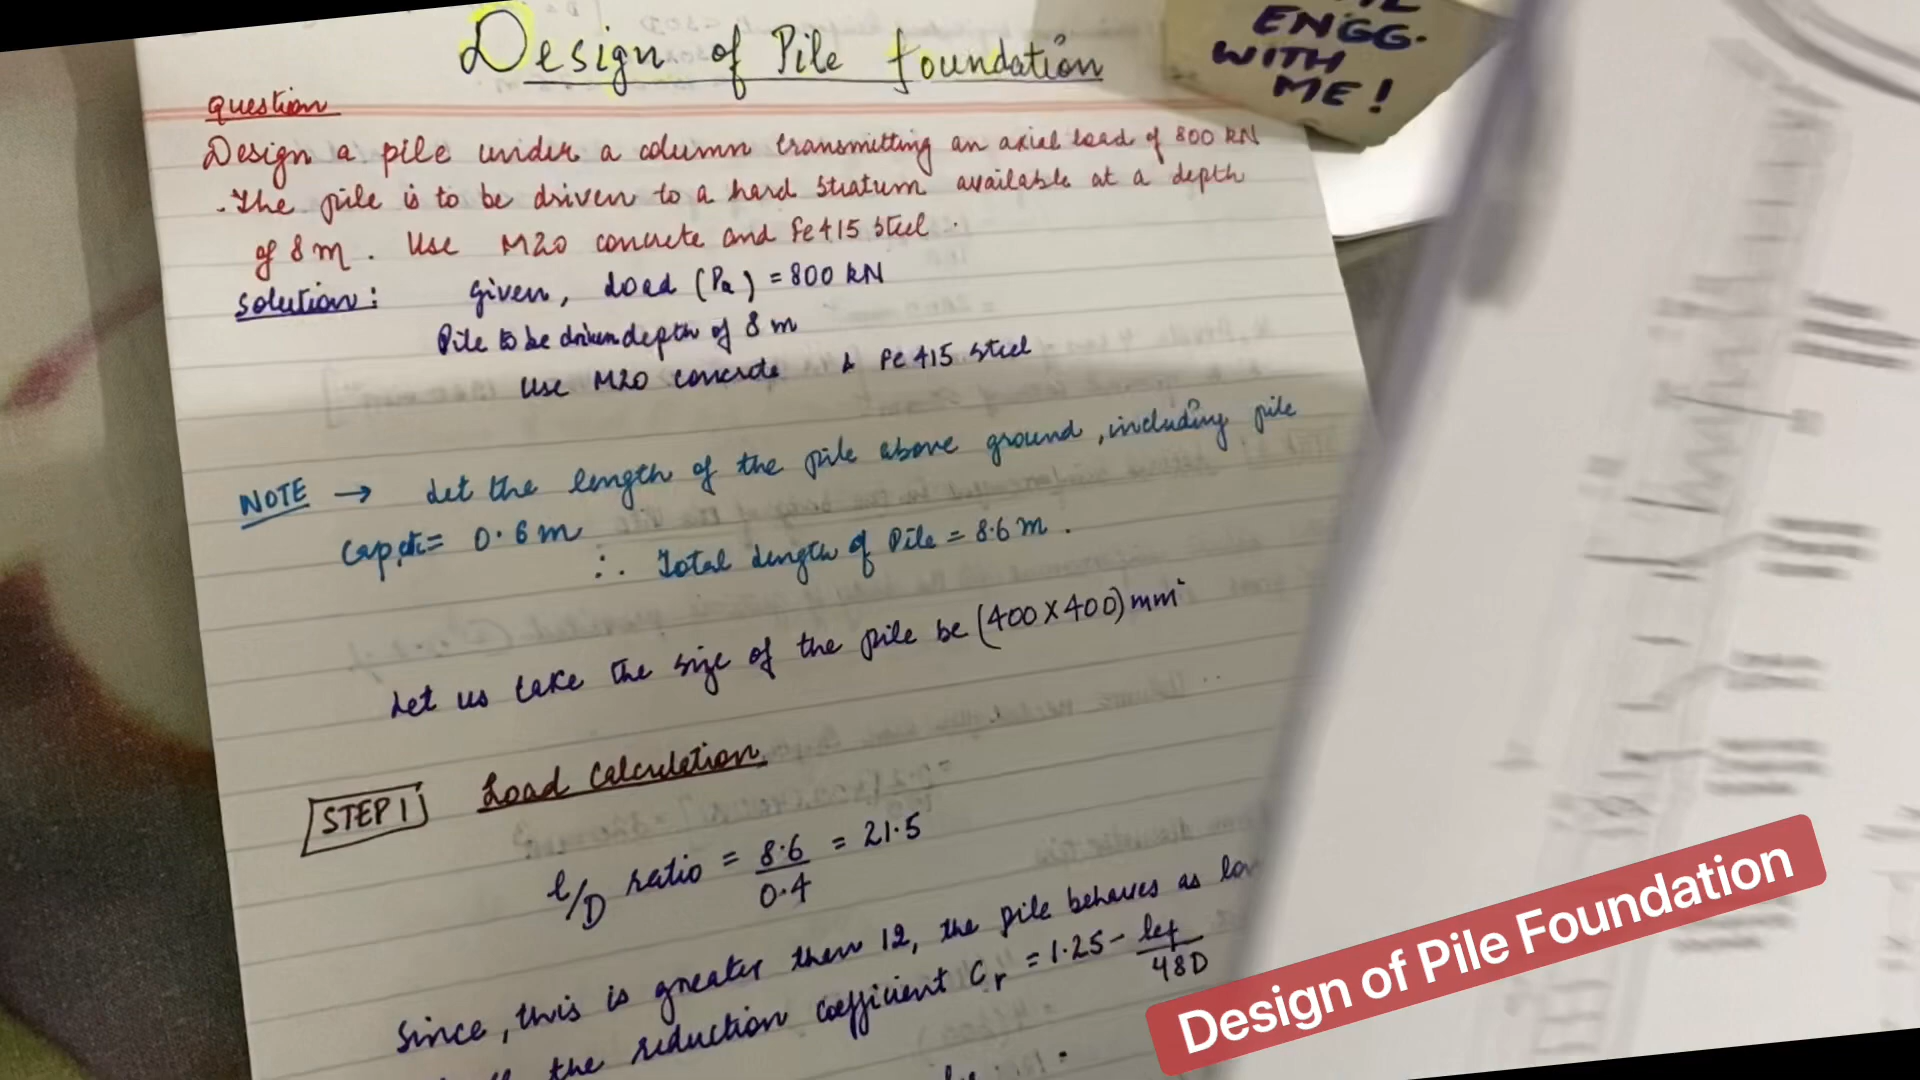 Design of Pile foundation
ENGG.
WITH
ME!
Question
Design a pile under a column transmitting an axial load of 800 kN
. The pile is to be driven to a hard stratum available at a depth
of 8 m. Use M20 concrete and Fe415 steel.
Solution: Given, Load (Pa) = 800 kN
Pile to be driven depth of 8 m
Use M20 concrete & Fe 415 steel
NOTE → Let the length of the pile above ground, including pile
cap, etc = 0.6 m
∴ Total Length of Pile = 8.6 m.
Let us take the size of the pile be (400 X 400) mm
STEP 1 Load Calculation
l/D ratio = 8.6/0.4 = 21.5
Since, this is greater then 12, the pile behaves as
the reduction coefficient Cr = 1.25 - lef/48D
Design of Pile Foundation